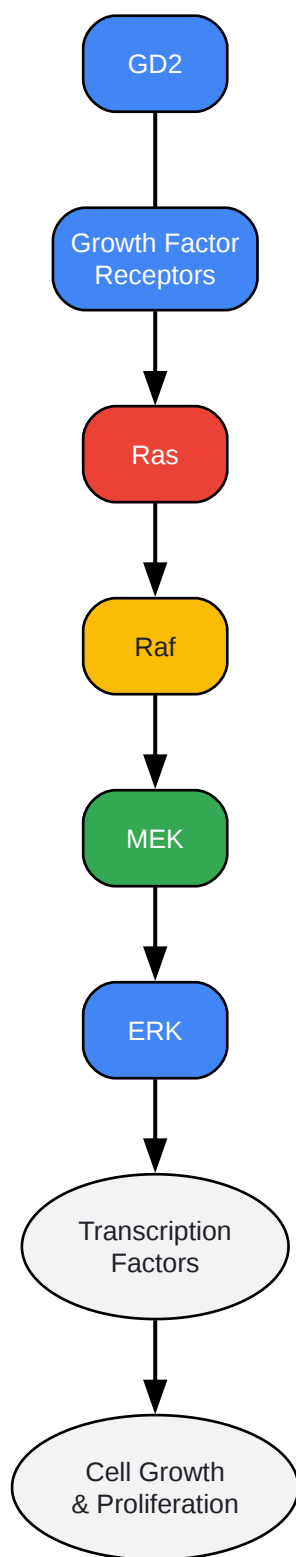 GD2
Growth Factor
Receptors
Ras
Raf
MEK
ERK
Transcription
Factors
Cell Growth
& Proliferation